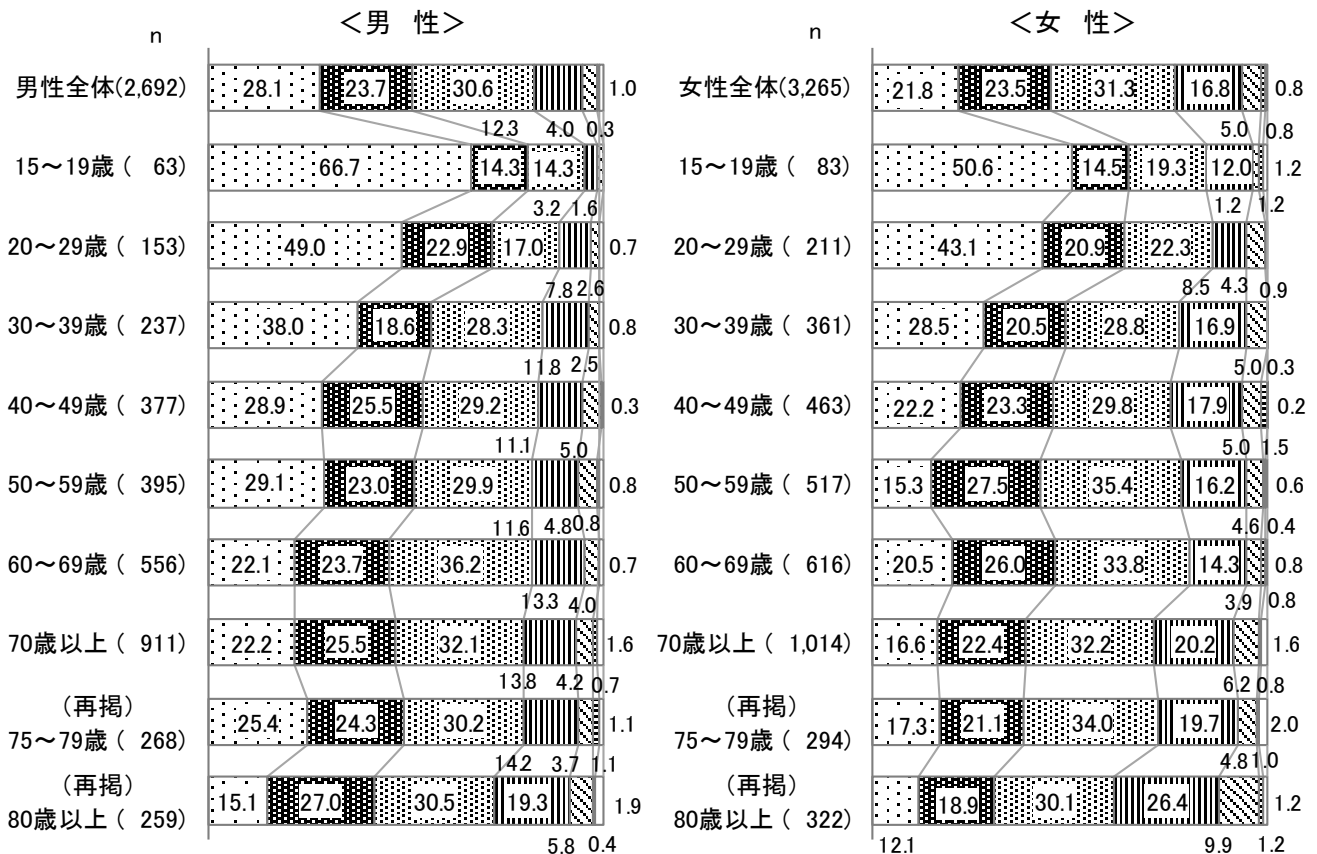 ＜男　性＞
n
男性全体(2,692) 28.1 23.7 30.6 1.0
12.3 4.0 0.3
15～19歳（　63) 66.7 14.3 14.3
3.2 1.6
20～29歳（　153) 49.0 22.9 17.0 0.7
7.8 2.6
30～39歳（　237) 38.0 18.6 28.3 0.8
11.8 2.5
40～49歳（　377) 28.9 25.5 29.2 0.3
11.1 5.0
50～59歳（　395) 29.1 23.0 29.9 0.8
11.6 4.8 0.8
60～69歳（　556) 22.1 23.7 36.2 0.7
13.3 4.0
70歳以上（　911) 22.2 25.5 32.1 1.6
13.8 4.2 0.7
（再掲）
75～79歳（　268) 25.4 24.3 30.2 1.1
14.2 3.7 1.1
（再掲）
80歳以上（　259) 15.1 27.0 30.5 19.3 1.9
5.8 0.4
＜女　性＞
n
女性全体(3,265) 21.8 23.5 31.3 16.8 0.8
5.0 0.8
15～19歳（　83) 50.6 14.5 19.3 12.0 1.2
1.2 1.2
20～29歳（　211) 43.1 20.9 22.3
8.5 4.3 0.9
30～39歳（　361) 28.5 20.5 28.8 16.9
5.0 0.3
40～49歳（　463) 22.2 23.3 29.8 17.9 0.2
5.0 1.5
50～59歳（　517) 15.3 27.5 35.4 16.2 0.6
4.6 0.4
60～69歳（　616) 20.5 26.0 33.8 14.3 0.8
3.9 0.8
70歳以上（　1,014) 16.6 22.4 32.2 20.2 1.6
6.2 0.8
（再掲）
75～79歳（　294) 17.3 21.1 34.0 19.7 2.0
4.8 1.0
（再掲）
80歳以上（　322) 18.9 30.1 26.4 1.2
12.1 9.9 1.2